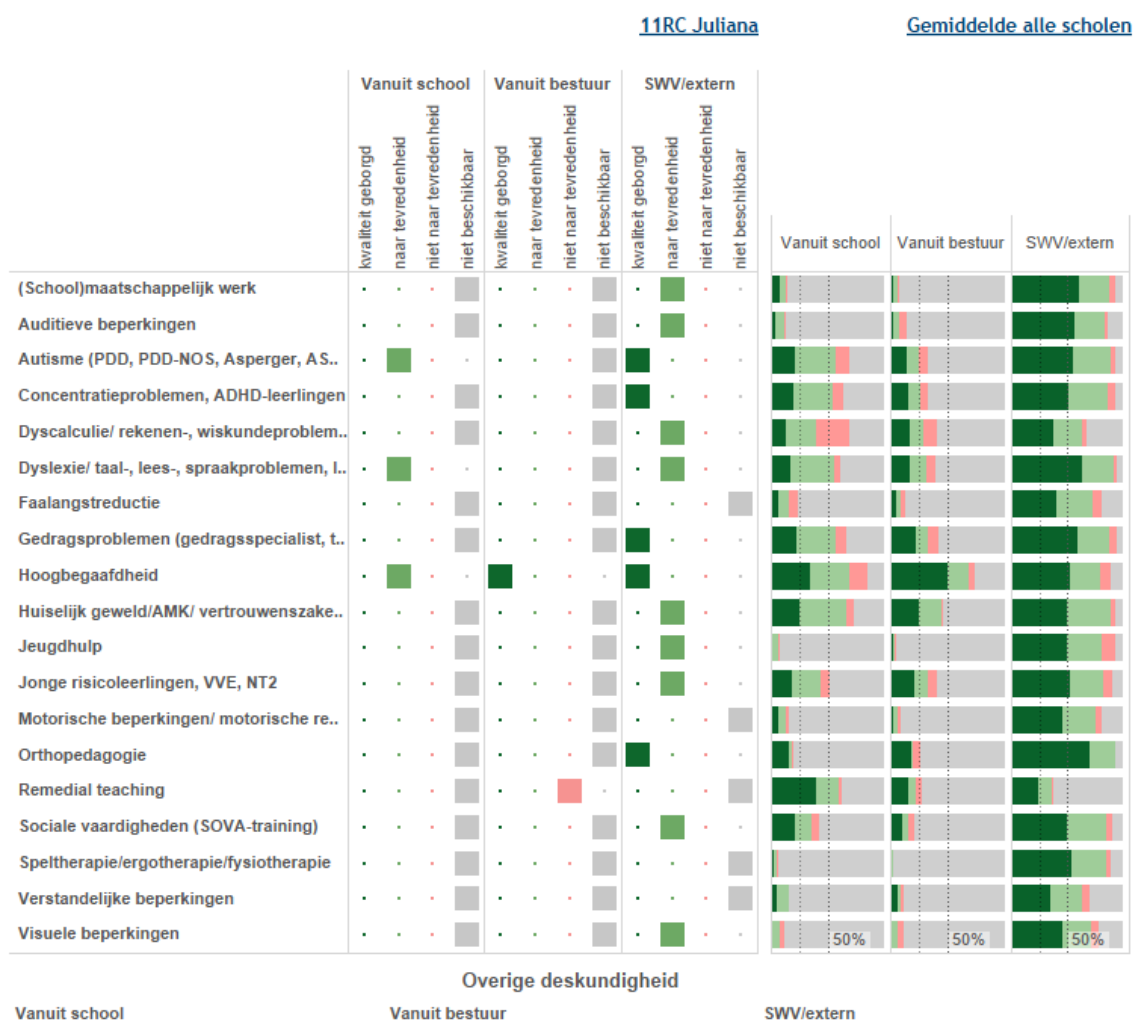 11RC Juliana Gemiddelde alle scholen
Vanuit school Vanuit bestuur SWV/extern
kwaliteit geborgd naar tevredenheid niet naar tevredenheid niet beschikbaar kwaliteit geborgd naar tevredenheid niet naar tevredenheid niet beschikbaar kwaliteit geborgd naar tevredenheid niet naar tevredenheid niet beschikbaar
Vanuit school Vanuit bestuur SWV/extern
(School)maatschappelijk werk
Auditieve beperkingen
Autisme (PDD, PDD-NOS, Asperger, AS..
Concentratieproblemen, ADHD-leerlingen
Dyscalculie/ rekenen-, wiskundeproblem..
Dyslexie/ taal-, lees-, spraakproblemen, l..
Faalangstreductie
Gedragsproblemen (gedragsspecialist, t..
Hoogbegaafdheid
Huiselijk geweld/AMK/ vertrouwenszake..
Jeugdhulp
Jonge risicoleerlingen, VVE, NT2
Motorische beperkingen/ motorische re..
Orthopedagogie
Remedial teaching
Sociale vaardigheden (SOVA-training)
Speltherapie/ergotherapie/fysiotherapie
Verstandelijke beperkingen
Visuele beperkingen 50% 50% 50%
Overige deskundigheid
Vanuit school Vanuit bestuur SWV/extern